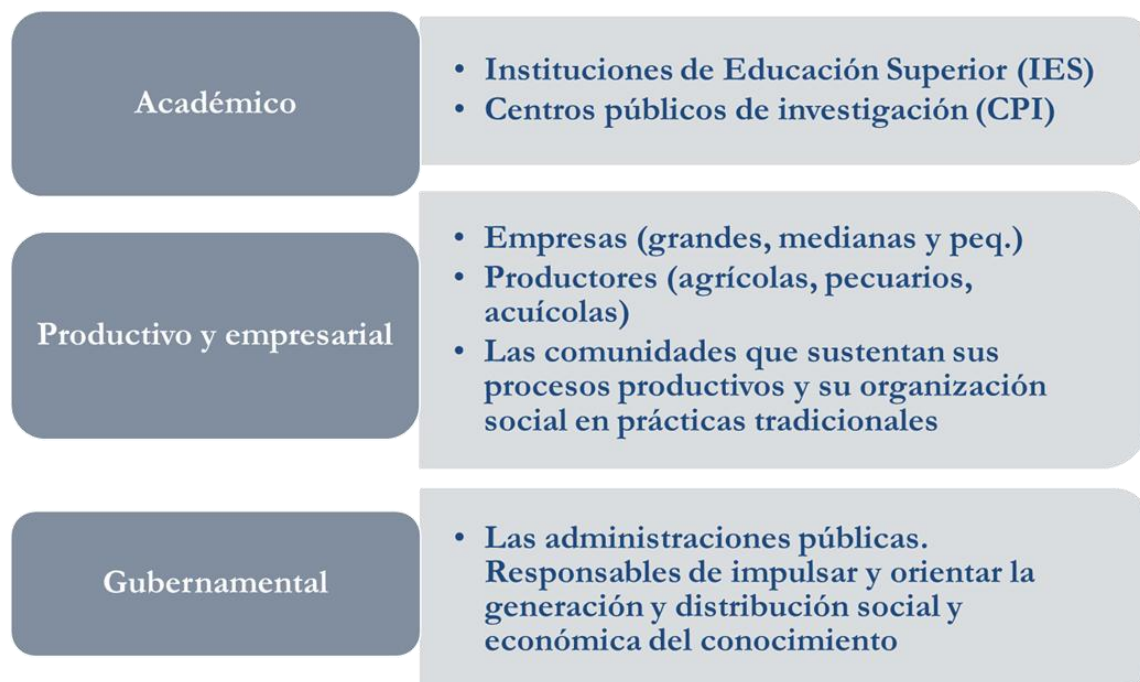 Académico
• Instituciones de Educación Superior (IES)
• Centros públicos de investigación (CPI)
Productivo y empresarial
• Empresas (grandes, medianas y peq.)
• Productores (agrícolas, pecuarios,
acuícolas)
• Las comunidades que sustentan sus
procesos productivos y su organización
social en prácticas tradicionales
Gubernamental
• Las administraciones públicas.
Responsables de impulsar y orientar la
generación y distribución social y
económica del conocimiento